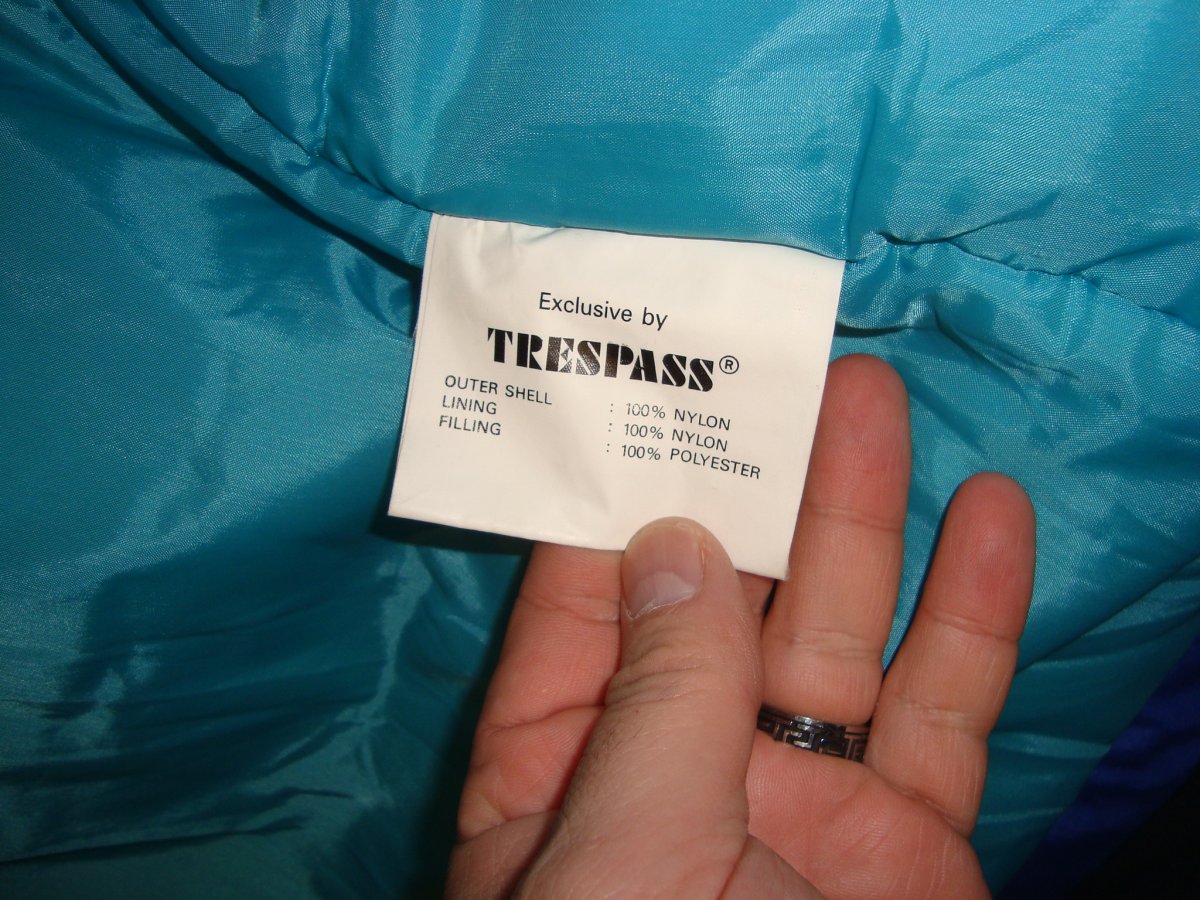 Exclusive by
TRESPASS®
OUTER SHELL : 100% NYLON
LINING : 100% NYLON
FILLING : 100% POLYESTER